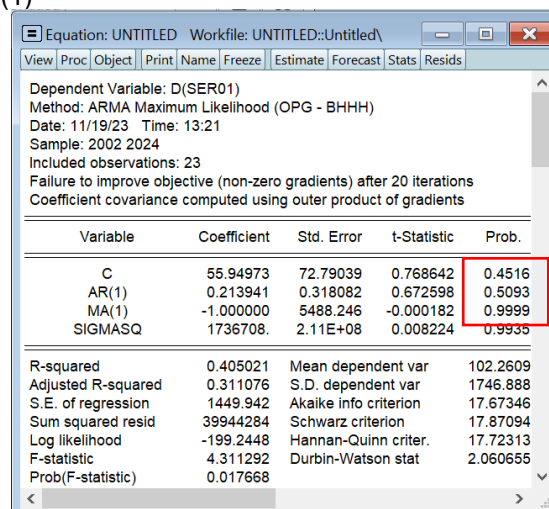 (1)
Equation: UNTITLED Workfile: UNTITLED::Untitled\
View Proc Object Print Name Freeze Estimate Forecast Stats Resids
Dependent Variable: D(SER01)
Method: ARMA Maximum Likelihood (OPG - BHHH)
Date: 11/19/23 Time: 13:21
Sample: 2002 2024
Included observations: 23
Failure to improve objective (non-zero gradients) after 20 iterations
Coefficient covariance computed using outer product of gradients
Variable Coefficient Std. Error t-Statistic Prob.
C 55.94973 72.79039 0.768642 0.4516
AR(1) 0.213941 0.318082 0.672598 0.5093
MA(1) -1.000000 5488.246 -0.000182 0.9999
SIGMASQ 1736708. 2.11E+08 0.008224 0.9935
R-squared 0.405021 Mean dependent var 102.2609
Adjusted R-squared 0.311076 S.D. dependent var 1746.888
S.E. of regression 1449.942 Akaike info criterion 17.67346
Sum squared resid 39944284 Schwarz criterion 17.87094
Log likelihood -199.2448 Hannan-Quinn criter. 17.72313
F-statistic 4.311292 Durbin-Watson stat 2.060655
Prob(F-statistic) 0.017668